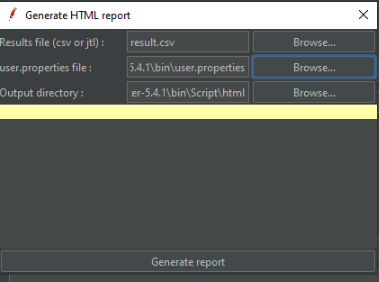 Generate HTML report
Results file (csv or jtl) : result.csv Browse...
user.properties file : 5.4.1\bin\user.properties Browse...
Output directory : :er-5.4.1\bin\Script\html Browse...
Generate report